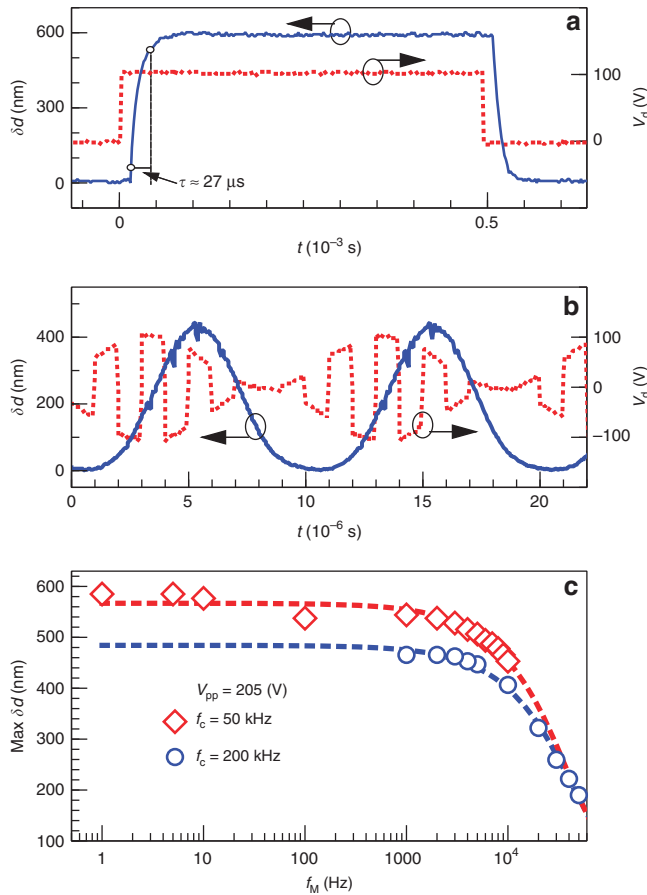 a
600
300
0
δd (nm)
100
0
V_d (V)
τ ≈ 27 μs
0
0.5
t (10⁻³ s)
b
400
200
0
δd (nm)
100
0
−100
V_d (V)
0
5
10
15
20
t (10⁻⁶ s)
c
600
500
400
300
200
100
Max δd (nm)
V_pp = 205 (V)
f_c = 50 kHz
f_c = 200 kHz
1
10
100
1000
10⁴
f_M (Hz)